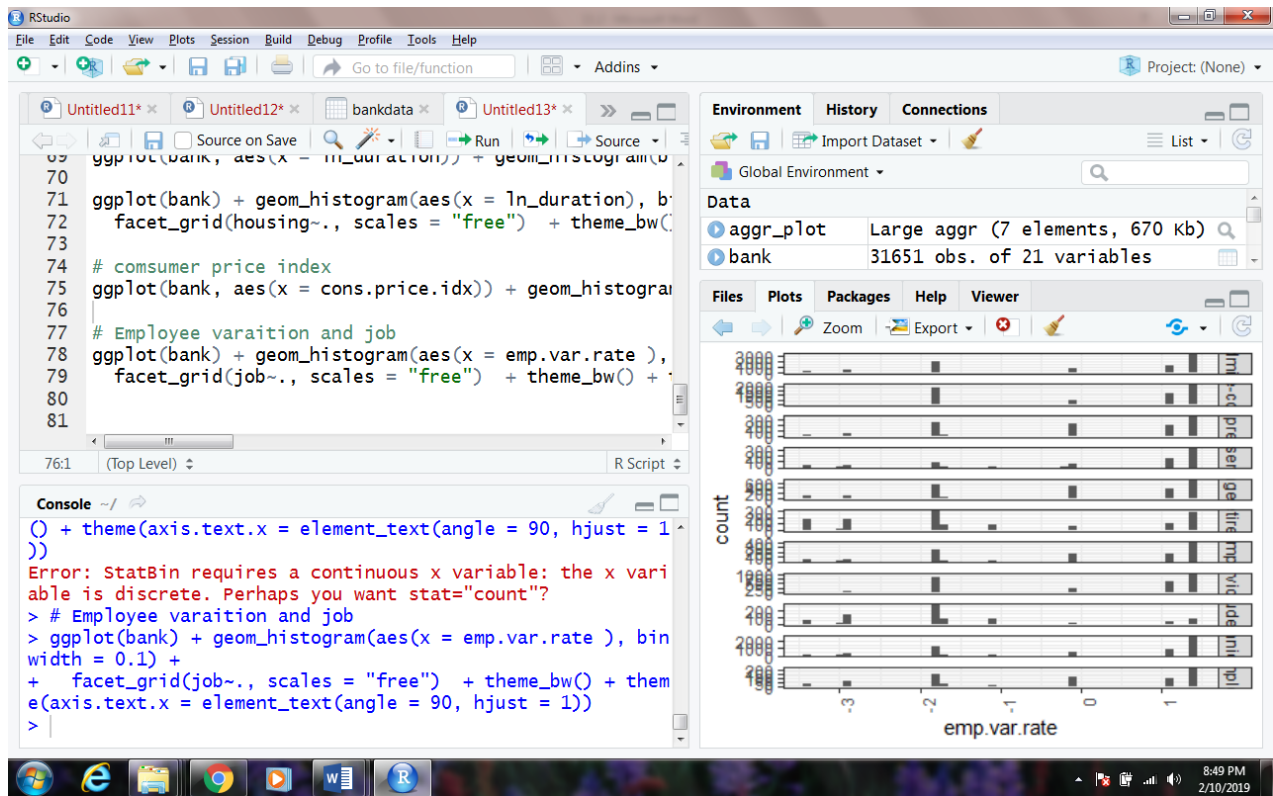 RStudio
File Edit Code View Plots Session Build Debug Profile Tools Help
Go to file/function
Addins
Project: (None)
Untitled11* Untitled12* bankdata Untitled13*
Source on Save
Run
Source
69 ggplot(bank, aes(x = ln_duration)) + geom_histogram(b
70
71 ggplot(bank) + geom_histogram(aes(x = ln_duration), bi
72 facet_grid(housing~., scales = "free") + theme_bw()
73
74 # comsumer price index
75 ggplot(bank, aes(x = cons.price.idx)) + geom_histogram
76
77 # Employee varaition and job
78 ggplot(bank) + geom_histogram(aes(x = emp.var.rate ),
79 facet_grid(job~., scales = "free") + theme_bw() +
80
81
76:1 (Top Level) R Script
Console ~/
() + theme(axis.text.x = element_text(angle = 90, hjust = 1
))
Error: StatBin requires a continuous x variable: the x vari
able is discrete. Perhaps you want stat="count"?
> # Employee varaition and job
> ggplot(bank) + geom_histogram(aes(x = emp.var.rate ), bin
width = 0.1) +
+ facet_grid(job~., scales = "free") + theme_bw() + them
e(axis.text.x = element_text(angle = 90, hjust = 1))
>
Environment History Connections
Import Dataset
List
Global Environment
Data
aggr_plot Large aggr (7 elements, 670 Kb)
bank 31651 obs. of 21 variables
Files Plots Packages Help Viewer
Zoom Export
count
-3 -2 -1 0 1
emp.var.rate
8:49 PM
2/10/2019